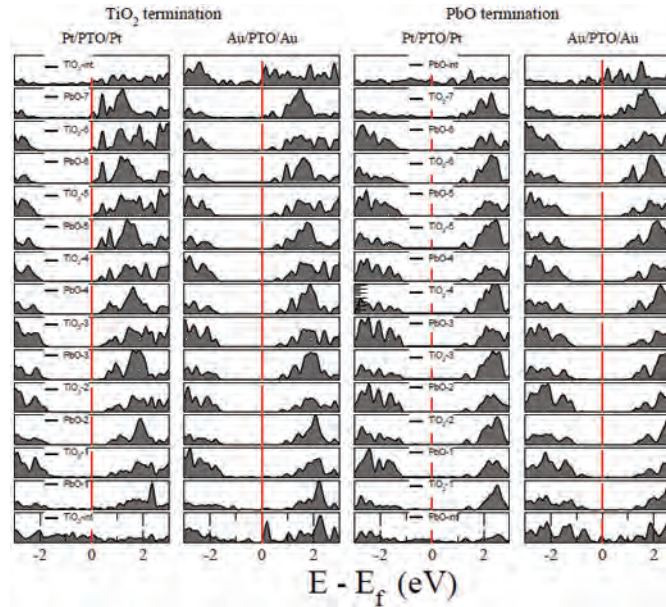 TiO₂ termination PbO termination
Pt/PTO/Pt Au/PTO/Au Pt/PTO/Pt Au/PTO/Au
TiO₂-int PbO-int
PbO-7 TiO₂-7
TiO₂-6 PbO-6
PbO-6 TiO₂-6
TiO₂-5 PbO-5
PbO-5 TiO₂-5
TiO₂-4 PbO-4
PbO-4 TiO₂-4
TiO₂-3 PbO-3
PbO-3 TiO₂-3
TiO₂-2 PbO-2
PbO-2 TiO₂-2
TiO₂-1 PbO-1
PbO-1 TiO₂-1
TiO₂-int PbO-int
-2 0 2 -2 0 2 -2 0 2 -2 0 2
E - E_f (eV)